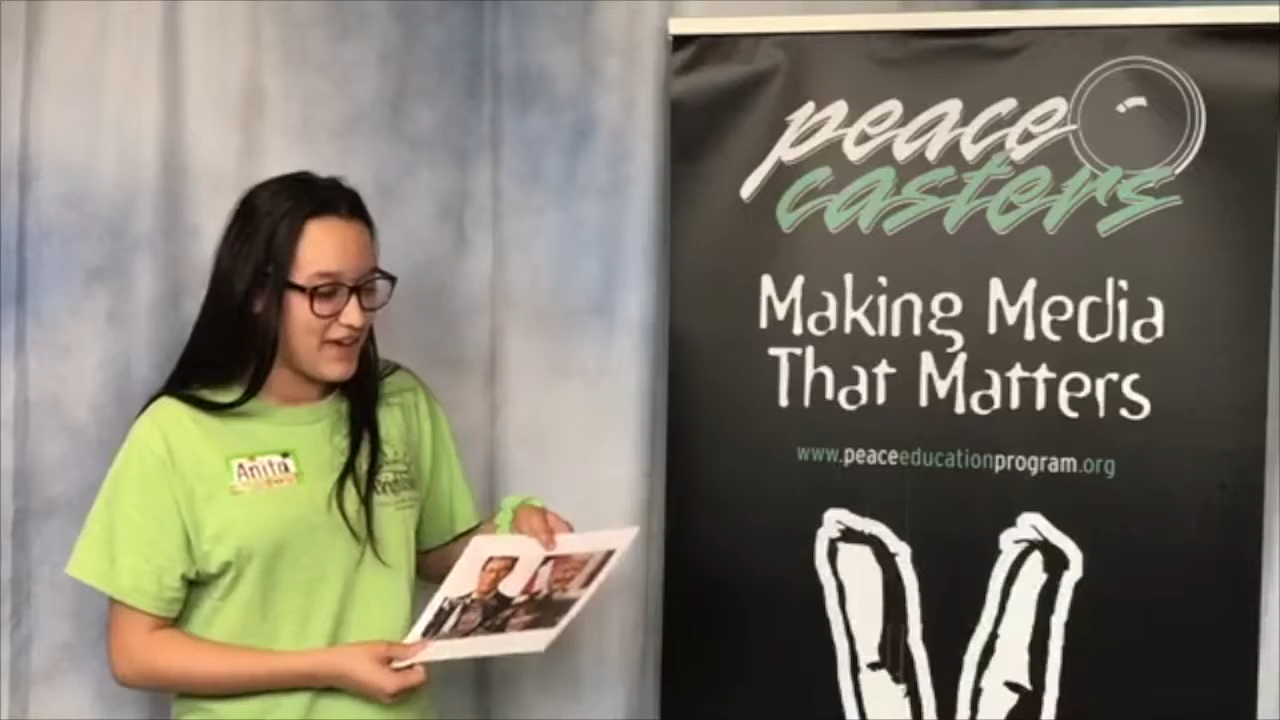 peace
casters
Making Media
That Matters
www.peaceeducationprogram.org
Anita